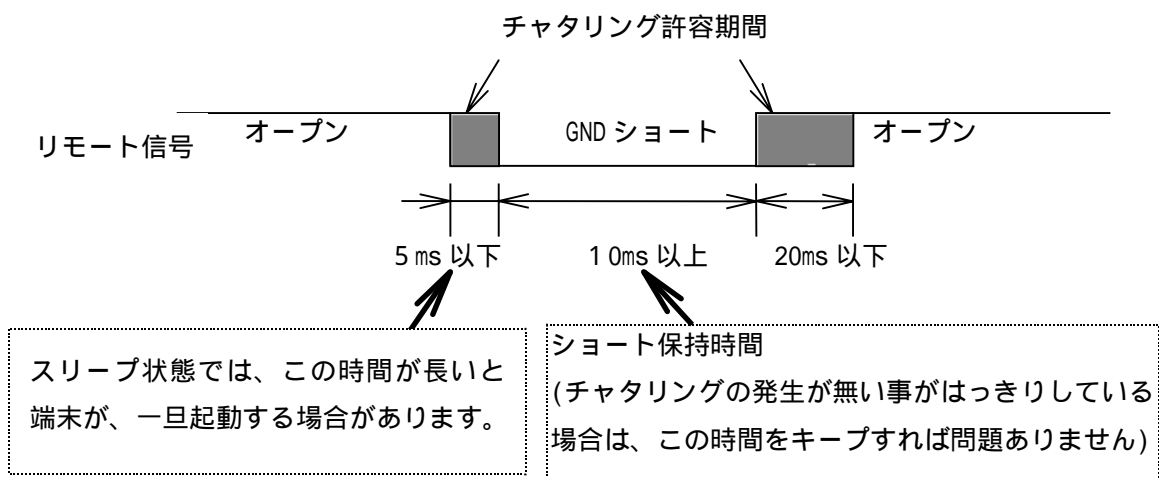 チャタリング許容期間
リモート信号
オープン
GND ショート
オープン
5 ms 以下
1 0ms 以上
20ms 以下
スリープ状態では、この時間が長いと
端末が、一旦起動する場合があります。
ショート保持時間
(チャタリングの発生が無い事がはっきりしている
場合は、この時間をキープすれば問題ありません)